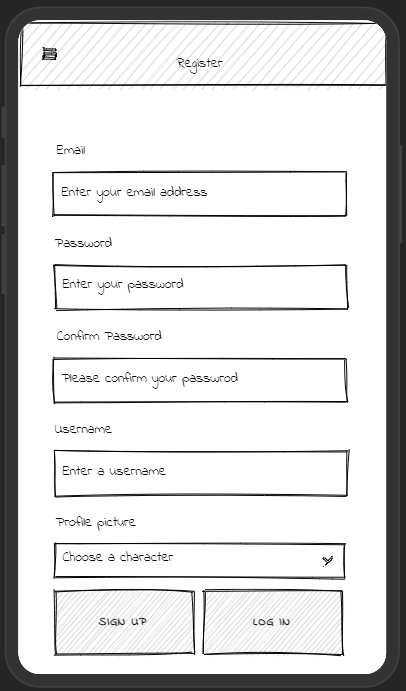 Register
Email
Enter your email address
Password
Enter your password
Confirm Password
Please confirm your passwrod
Username
Enter a username
Profile picture
Choose a character
SIGN UP
LOG IN